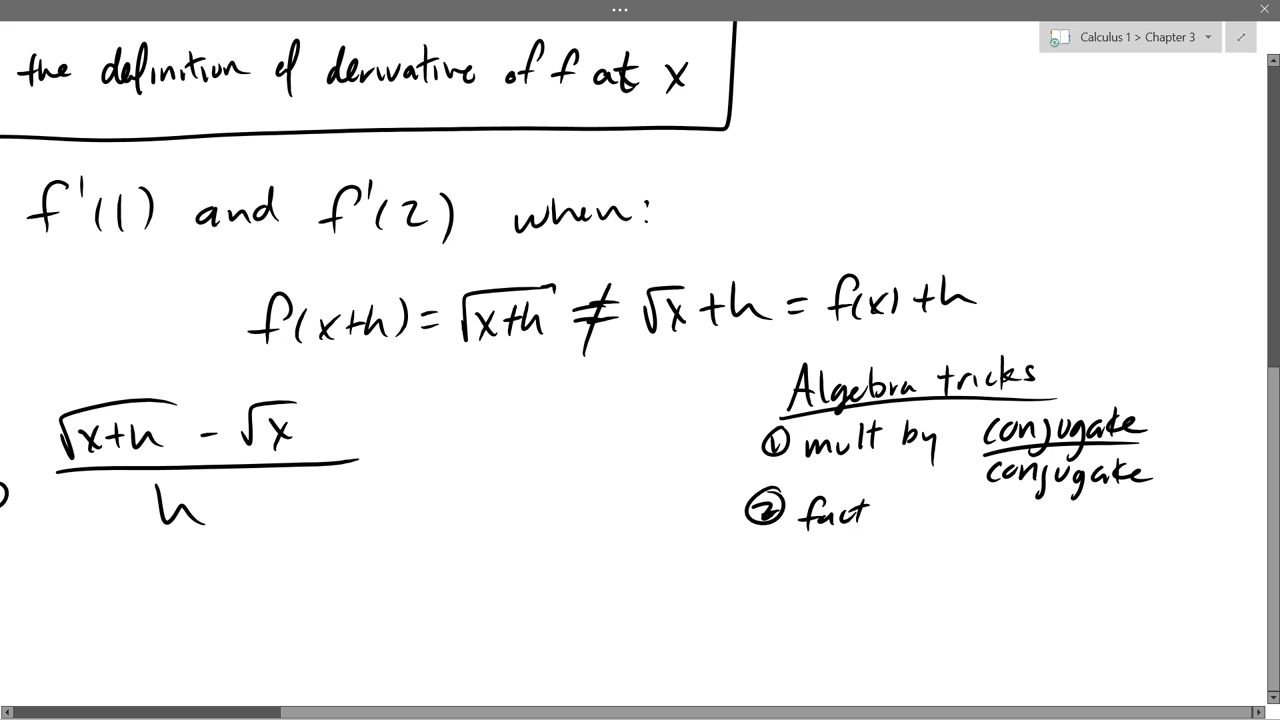 Calculus 1 > Chapter 3
the definition of derivative of f at x
f'(1) and f'(2) when:
f(x+h) = √(x+h) ≠ √x + h = f(x) + h
Algebra tricks
① mult by conjugate
conjugate
② fact
√(x+h) - √x
h